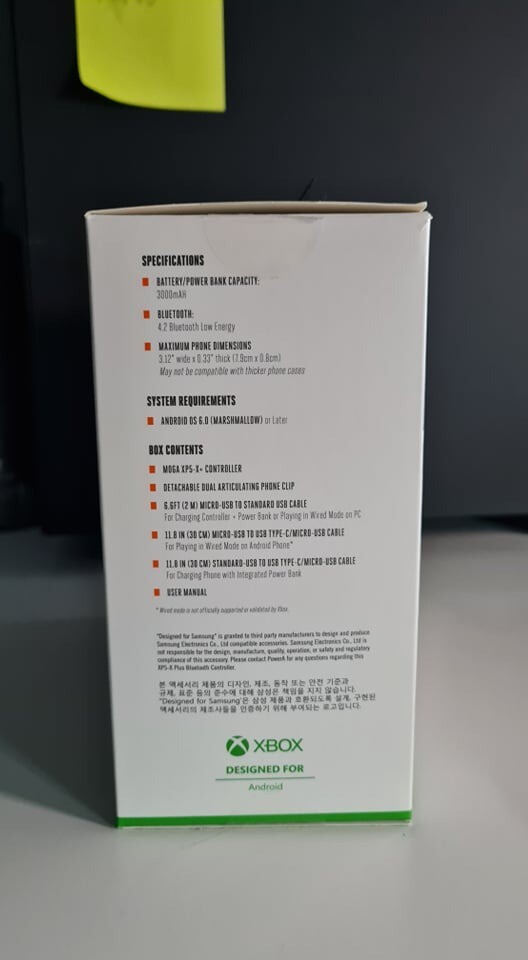 SPECIFICATIONS
BATTERY/POWER BANK CAPACITY:
3000mAH
BLUETOOTH:
4.2 Bluetooth Low Energy
MAXIMUM PHONE DIMENSIONS
3.12" wide x 0.33" thick (7.9cm x 0.8cm)
May not be compatible with thicker phone cases
SYSTEM REQUIREMENTS
ANDROID OS 6.0 (MARSHMALLOW) or Later
BOX CONTENTS
MOGA XP5-X+ CONTROLLER
DETACHABLE DUAL ARTICULATING PHONE CLIP
6.6FT (2 M) MICRO-USB TO STANDARD USB CABLE
For Charging Controller + Power Bank or Playing in Wired Mode on PC
11.8 IN (30 CM) MICRO-USB TO USB TYPE-C/MICRO-USB CABLE
For Playing in Wired Mode on Android Phone*
11.8 IN (30 CM) STANDARD-USB TO USB TYPE-C/MICRO-USB CABLE
For Charging Phone with Integrated Power Bank
USER MANUAL
* Wired mode is not officially supported or validated by Xbox.
"Designed for Samsung" is granted to third party manufacturers to design and produce
Samsung Electronics Co., Ltd compatible accessories. Samsung Electronics Co., Ltd is
not responsible for the design, manufacture, quality, operation, or safety and regulatory
compliance of this accessory. Please contact PowerA for any questions regarding this
XP5-X Plus Bluetooth Controller.
본 액세서리 제품의 디자인, 제조, 동작 또는 안전 기준과
규제, 표준 등의 준수에 대해 삼성은 책임을 지지 않습니다.
"Designed for Samsung'은 삼성 제품과 호환되도록 설계, 구현된
액세서리의 제조사들을 인증하기 위해 부여되는 로고입니다.
XBOX
DESIGNED FOR
Android